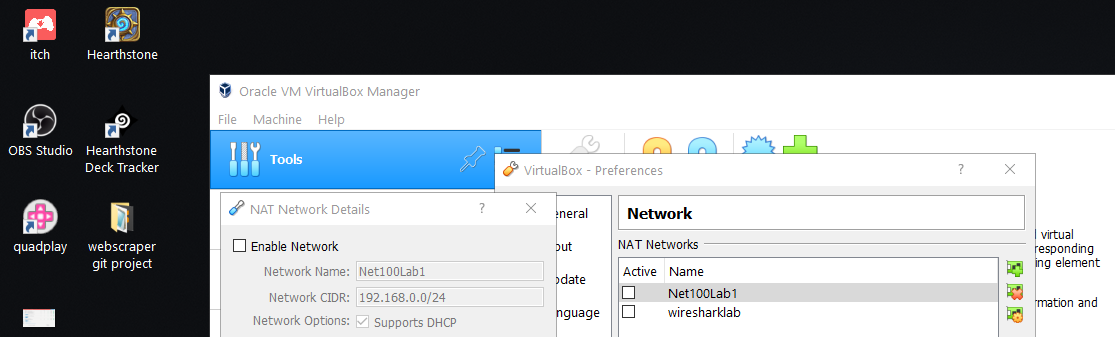 itch
Hearthstone
OBS Studio
Hearthstone
Deck Tracker
quadplay
webscraper
git project
Oracle VM VirtualBox Manager
File Machine Help
Tools
VirtualBox - Preferences ?
eneral
out
pdate
nguage
Network
NAT Networks
Active Name
Net100Lab1
wiresharklab
NAT Network Details ?
Enable Network
Network Name: Net100Lab1
Network CIDR: 192.168.0.0/24
Network Options: Supports DHCP
virtual
responding
ing element
rmation and